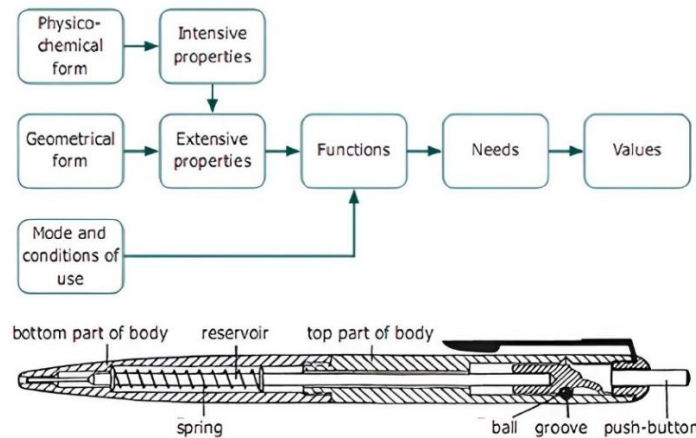 Physico-
chemical
form
Intensive
properties
Geometrical
form
Extensive
properties
Functions
Needs
Values
Mode and
conditions of
use
bottom part of body
reservoir
top part of body
spring
ball
groove
push-button